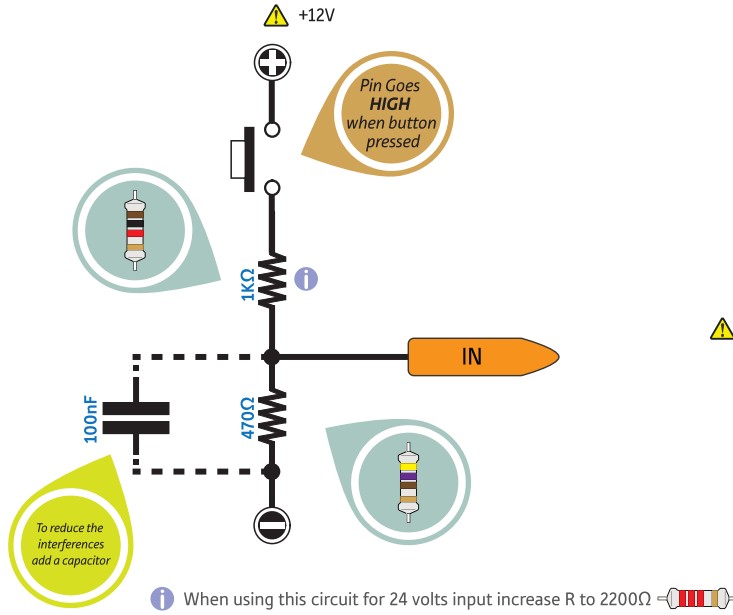 +12V
Pin Goes
HIGH
when button
pressed
1KΩ
IN
100nF
470Ω
To reduce the
interferences
add a capacitor
i When using this circuit for 24 volts input increase R to 2200Ω